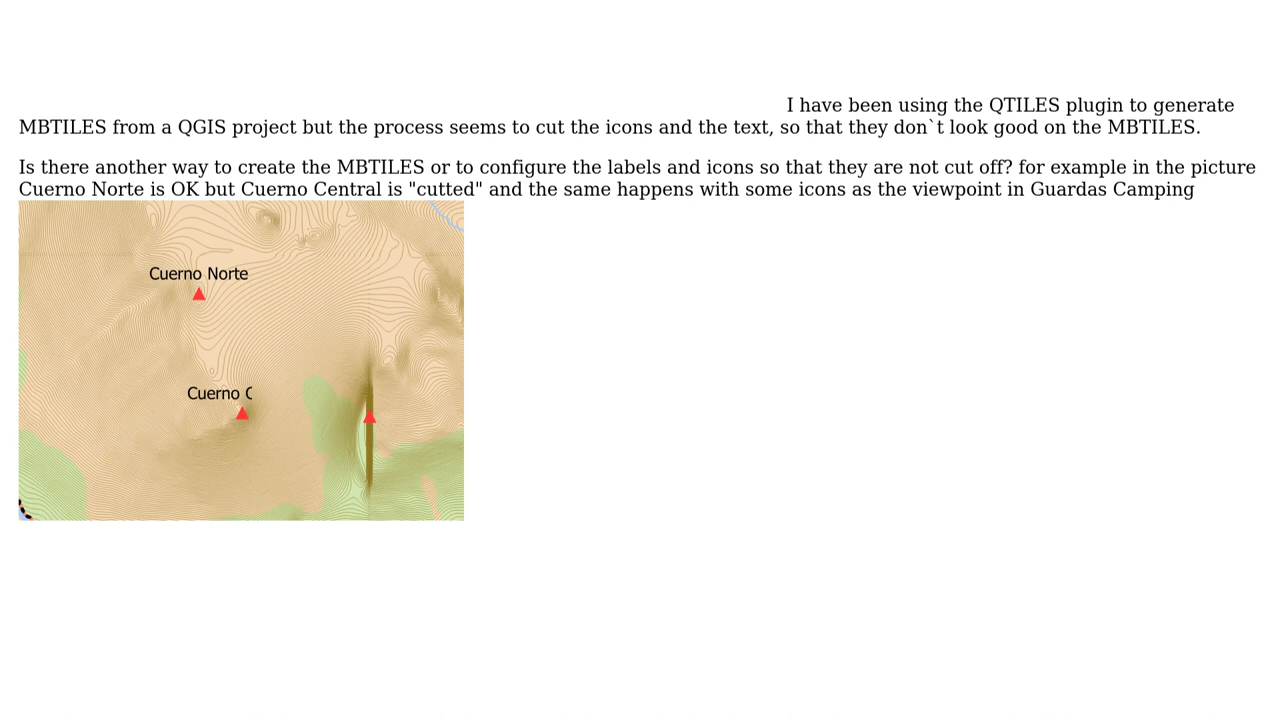 I have been using the QTILES plugin to generate
MBTILES from a QGIS project but the process seems to cut the icons and the text, so that they don`t look good on the MBTILES.
Is there another way to create the MBTILES or to configure the labels and icons so that they are not cut off? for example in the picture
Cuerno Norte is OK but Cuerno Central is "cutted" and the same happens with some icons as the viewpoint in Guardas Camping
Cuerno Norte
Cuerno C